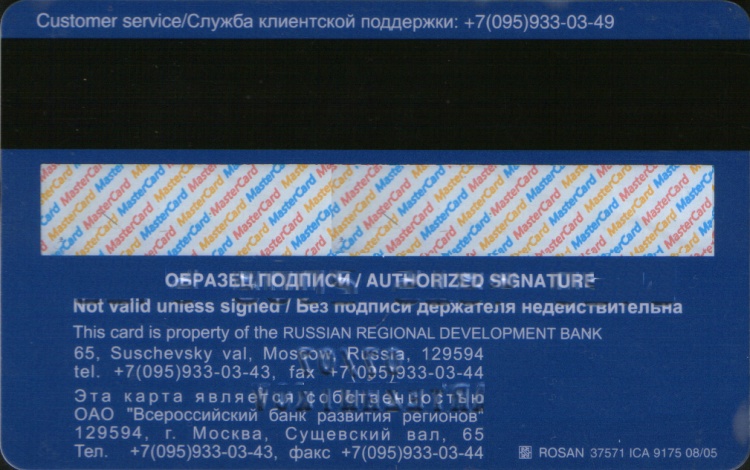 Customer service/Служба клиентской поддержки: +7(095)933-03-49
MasterCard
ОБРАЗЕЦ ПОДПИСИ / AUTHORIZED SIGNATURE
Not valid unless signed / Без подписи держателя недействительна
This card is property of the RUSSIAN REGIONAL DEVELOPMENT BANK
65, Suschevsky val, Moscow, Russia, 129594
tel. +7(095)933-03-43, fax +7(095)933-03-44
Эта карта является собственностью
ОАО "Всероссийский банк развития регионов"
129594, г. Москва, Сущевский вал, 65
Тел. +7(095)933-03-43, факс +7(095)933-03-44
ROSAN 37571 ICA 9175 08/05